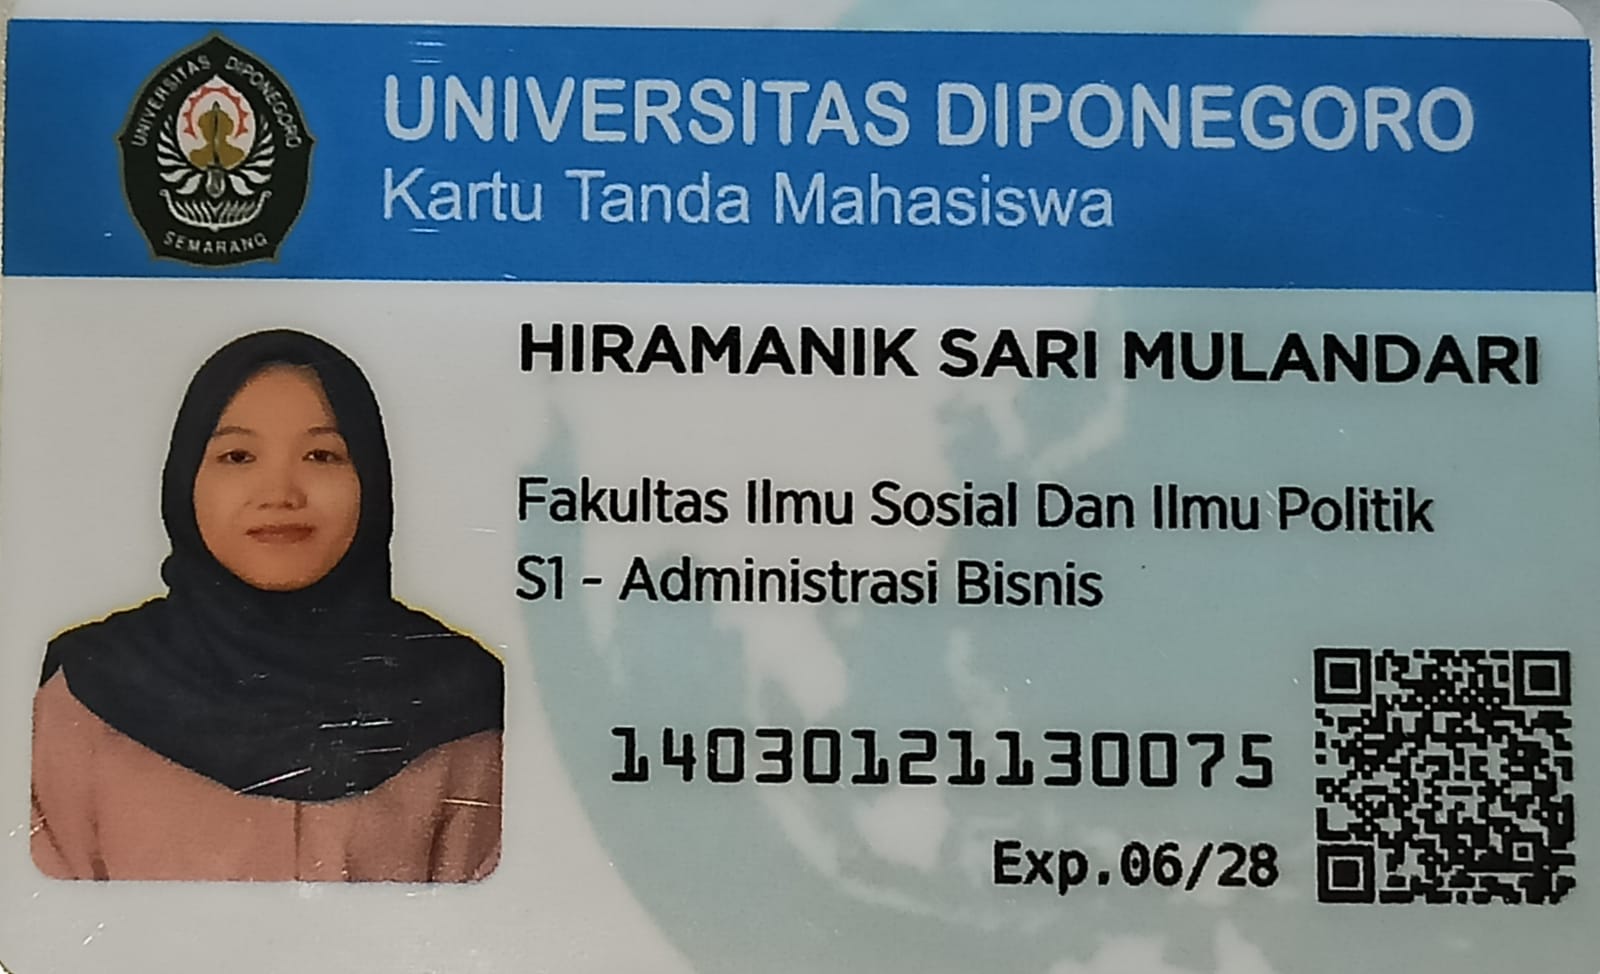 UNIVERSITAS DIPONEGORO
SEMARANG
UNIVERSITAS DIPONEGORO
Kartu Tanda Mahasiswa
HIRAMANIK SARI MULANDARI
Fakultas Ilmu Sosial Dan Ilmu Politik
S1 - Administrasi Bisnis
14030121130075
Exp.06/28